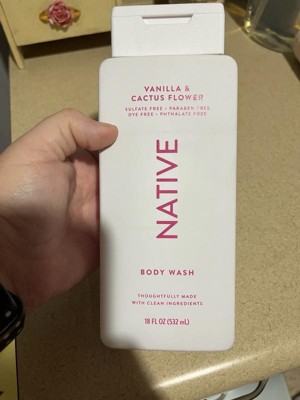 VANILLA &
CACTUS FLOWER
SULFATE FREE • PARABEN FREE
DYE FREE • PHTHALATE FREE
NATIVE
BODY WASH
THOUGHTFULLY MADE
WITH CLEAN INGREDIENTS
18 FL OZ (532 mL)